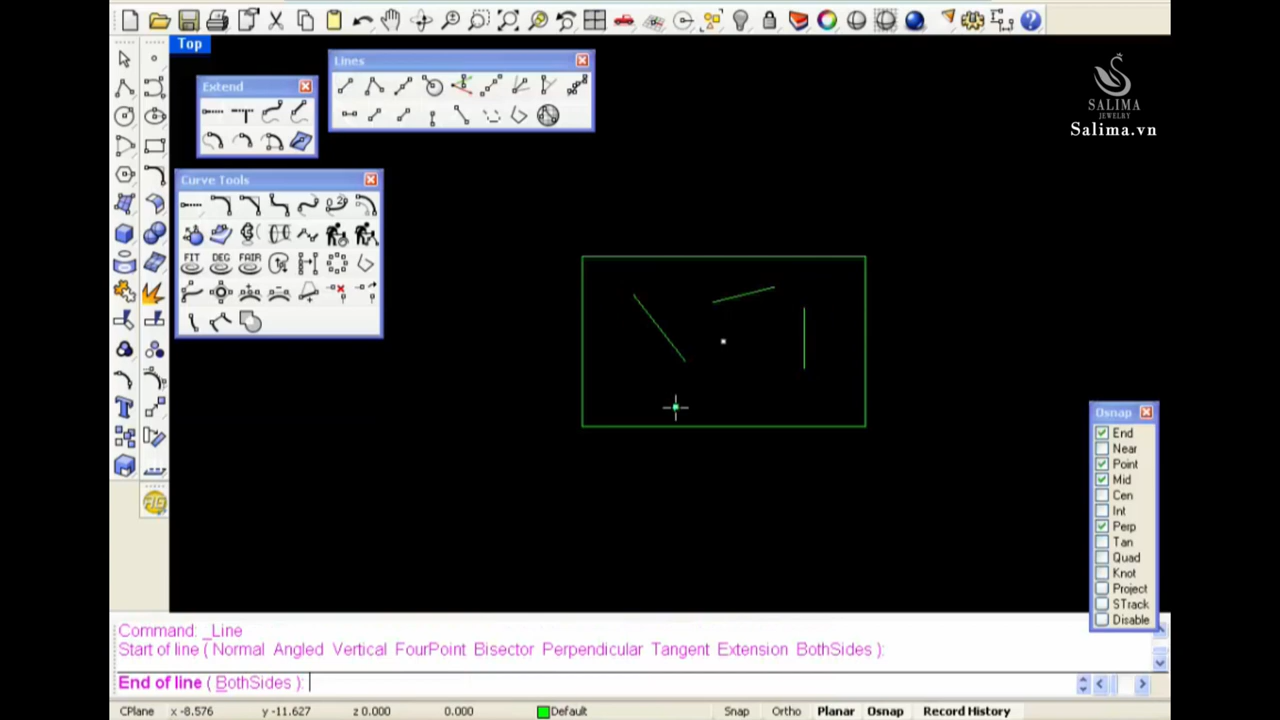 Top
SALIMA
JEWELRY
Salima.vn
Lines
Extend
Curve Tools
FIT DEG FAIR
Osnap
End
Near
Point
Mid
Cen
Int
Perp
Tan
Quad
Knot
Project
STrack
Disable
Command: _Line
Start of line ( Normal Angled Vertical FourPoint Bisector Perpendicular Tangent Extension BothSides ):
End of line ( BothSides ):
CPlane x -8.576 y -11.627 z 0.000 0.000 Default Snap Ortho Planar Osnap Record History